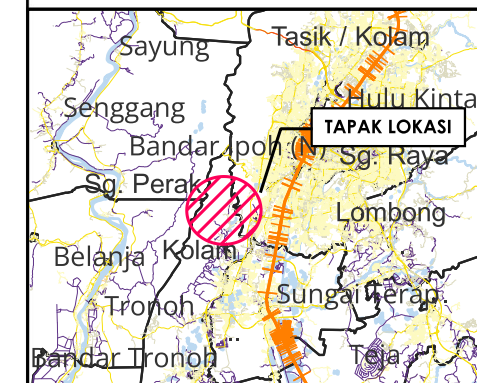 Sayung
Tasik / Kolam
Senggang
Hulu Kinta
TAPAK LOKASI
Bandar Ipoh (N)
Sg. Raya
Sg. Perak
Lombong
Belanja
Kolam
Tronoh
Sungai Terap.
...
Bandar Tronoh
Teja